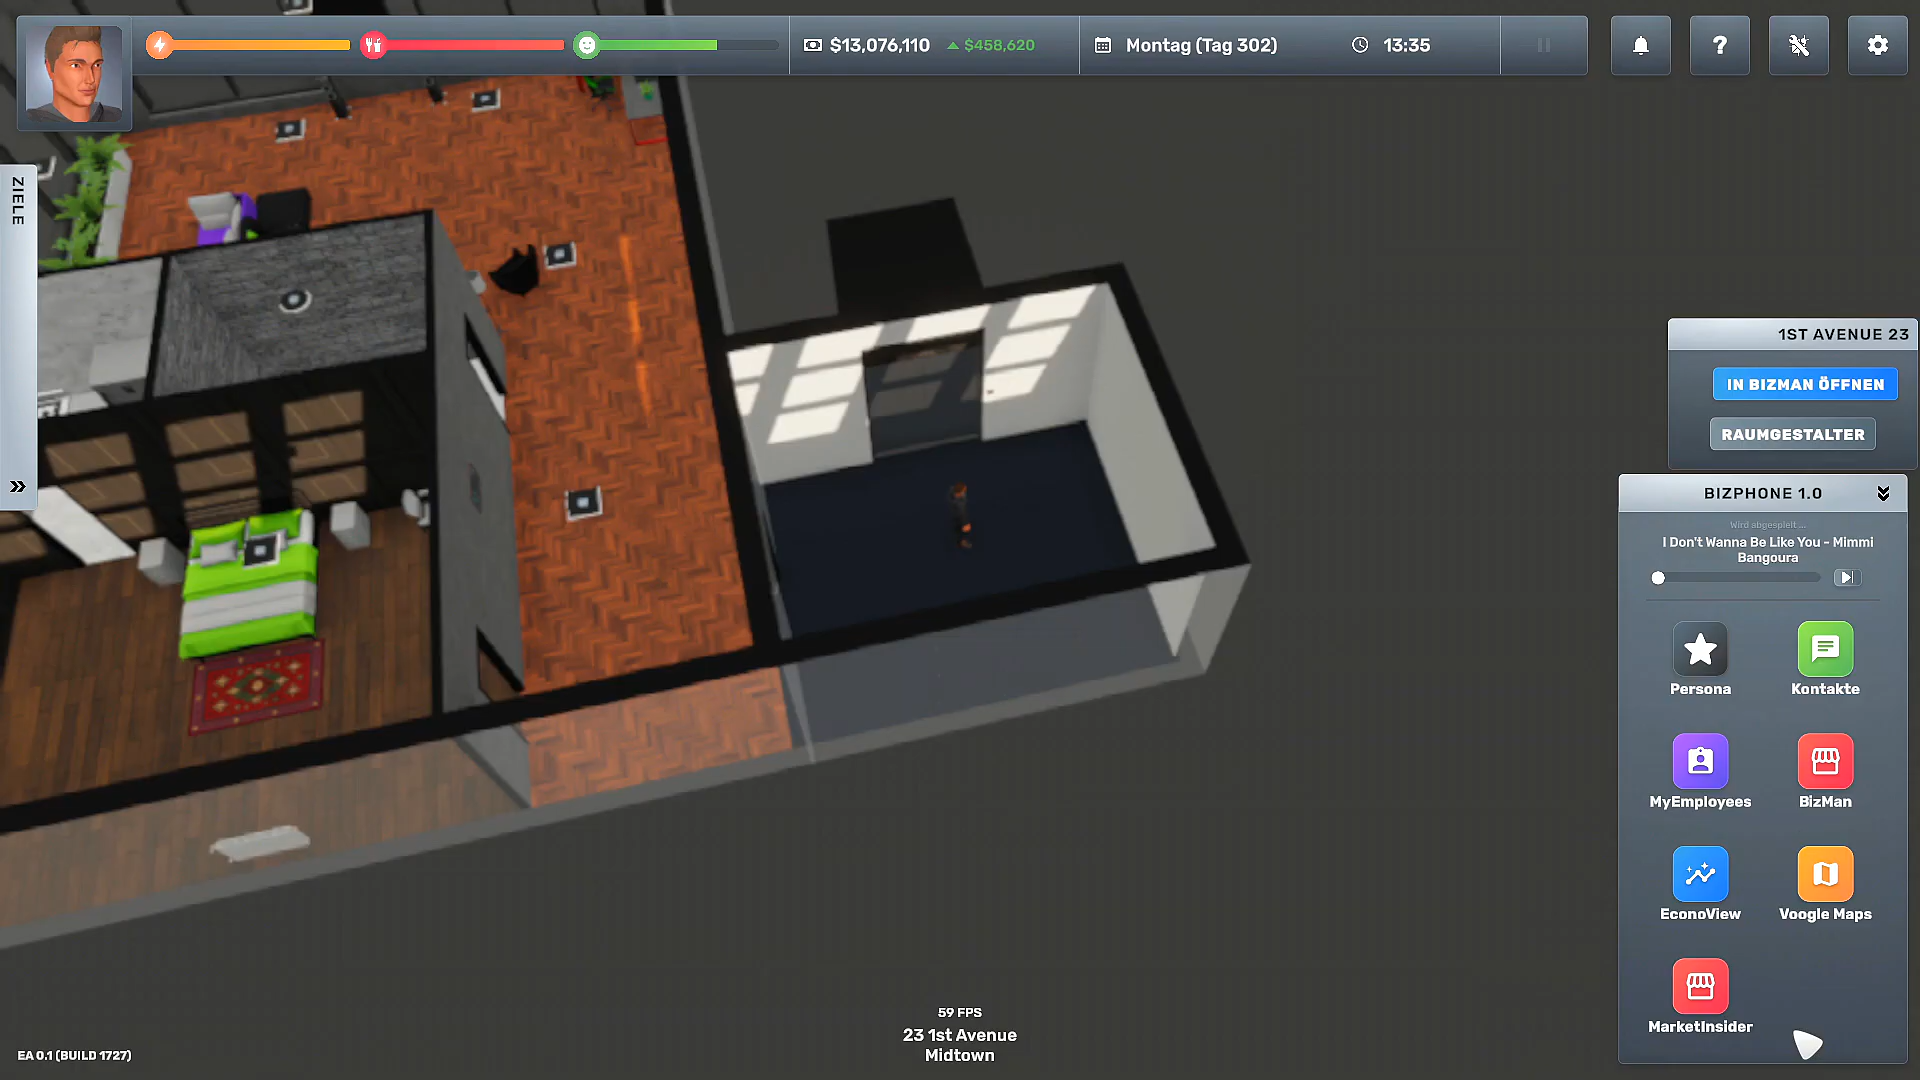 $13,076,110
$458,620
Montag (Tag 302)
13:35
?
ZIELE
1ST AVENUE 23
IN BIZMAN ÖFFNEN
RAUMGESTALTER
BIZPHONE 1.0
Wird abgespielt ...
I Don't Wanna Be Like You - Mimmi
Bangoura
Persona
Kontakte
MyEmployees
BizMan
EconoView
Voogle Maps
MarketInsider
59 FPS
23 1st Avenue
Midtown
EA 0.1 (BUILD 1727)